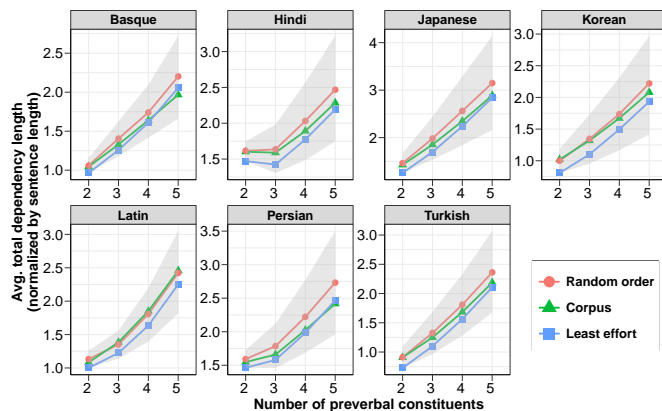 Basque
Hindi
Japanese
Korean
2.5
2.0
1.5
1.0
3.0
2.5
2.0
1.5
4
3
2
2.5
2.0
1.5
1.0
2 3 4 5
2 3 4 5
2 3 4 5
2 3 4 5
Latin
Persian
Turkish
3.0
2.5
2.0
1.5
1.0
3.5
3.0
2.5
2.0
1.5
3.0
2.5
2.0
1.5
1.0
2 3 4 5
2 3 4 5
2 3 4 5
Avg. total dependency length
(normalized by sentence length)
Number of preverbal constituents
Random order
Corpus
Least effort